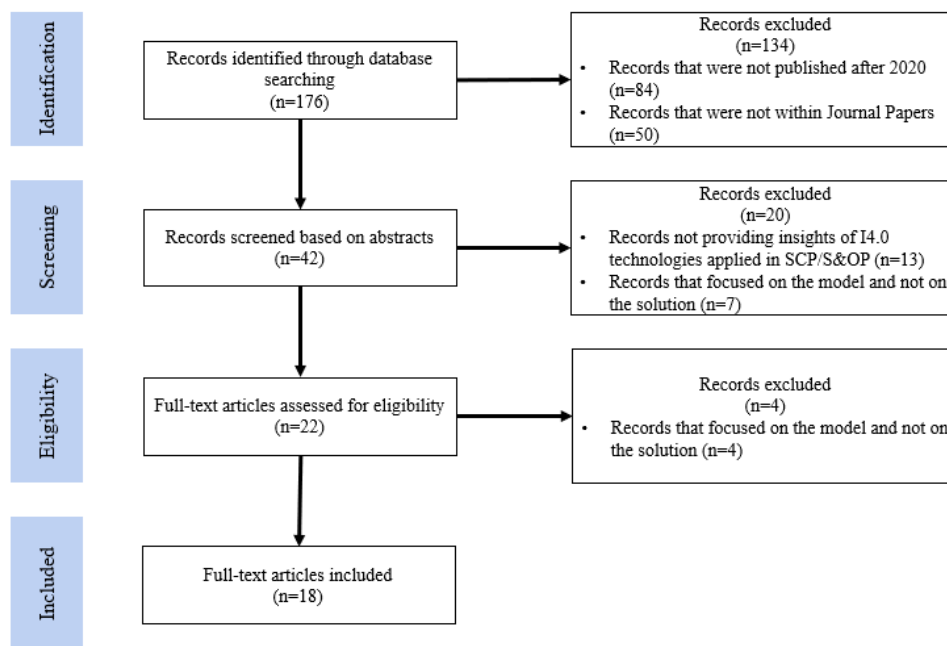 Identification
Records identified through database
searching
(n=176)
Records excluded
(n=134)
• Records that were not published after 2020
(n=84)
• Records that were not within Journal Papers
(n=50)
Screening
Records screened based on abstracts
(n=42)
Records excluded
(n=20)
• Records not providing insights of I4.0
technologies applied in SCP/S&OP (n=13)
• Records that focused on the model and not on
the solution (n=7)
Eligibility
Full-text articles assessed for eligibility
(n=22)
Records excluded
(n=4)
• Records that focused on the model and not on
the solution (n=4)
Included
Full-text articles included
(n=18)